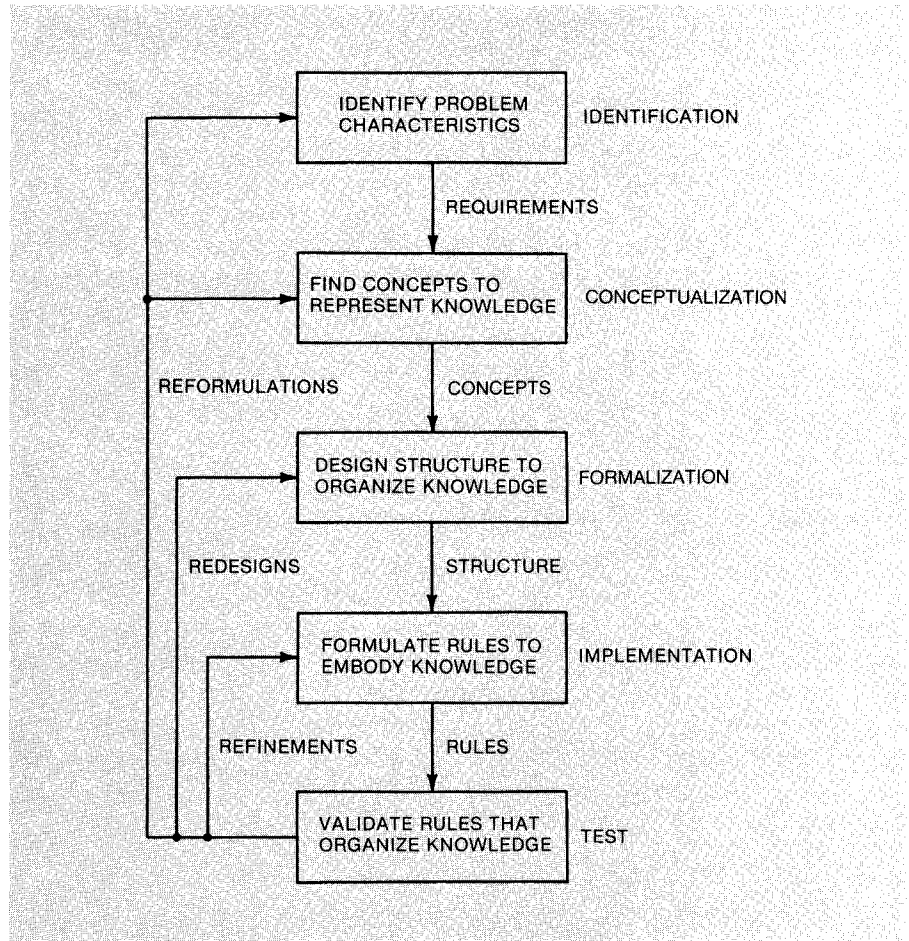 IDENTIFY PROBLEM
CHARACTERISTICS
IDENTIFICATION
REQUIREMENTS
FIND CONCEPTS TO
REPRESENT KNOWLEDGE
CONCEPTUALIZATION
REFORMULATIONS
CONCEPTS
DESIGN STRUCTURE TO
ORGANIZE KNOWLEDGE
FORMALIZATION
REDESIGNS
STRUCTURE
FORMULATE RULES TO
EMBODY KNOWLEDGE
IMPLEMENTATION
REFINEMENTS
RULES
VALIDATE RULES THAT
ORGANIZE KNOWLEDGE
TEST